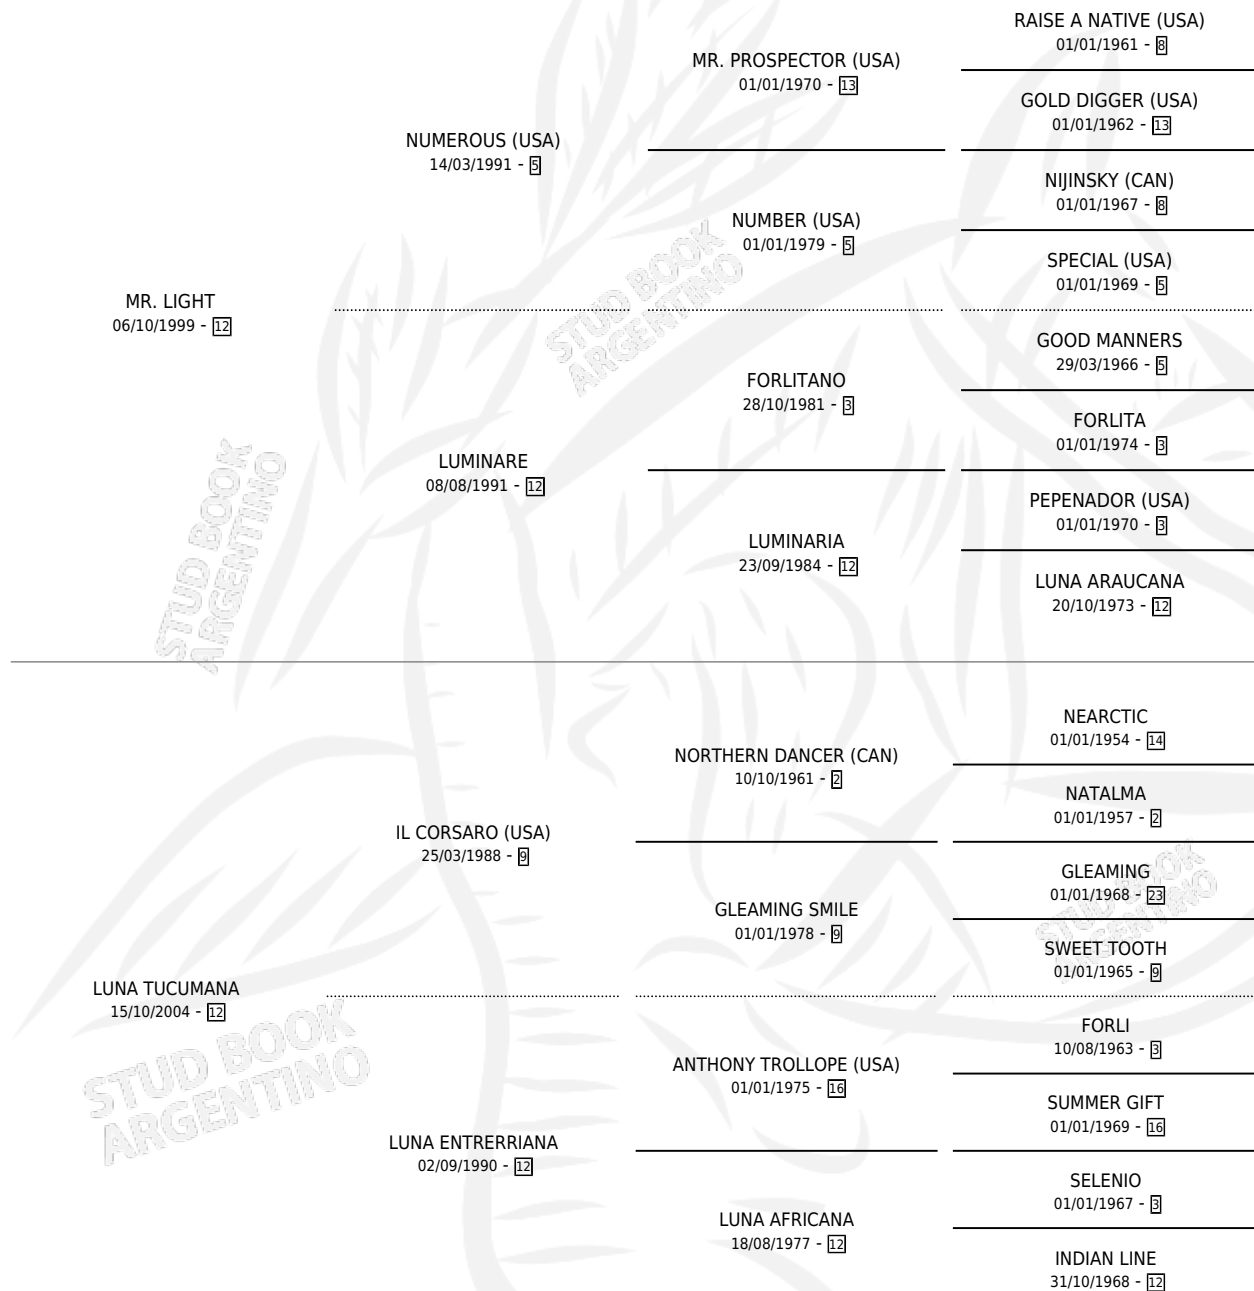 RAISE A NATIVE (USA)
01/01/1961 - 8
MR. PROSPECTOR (USA)
01/01/1970 - 13
GOLD DIGGER (USA)
01/01/1962 - 13
NUMEROUS (USA)
14/03/1991 - 5
NIJINSKY (CAN)
01/01/1967 - 8
NUMBER (USA)
01/01/1979 - 5
SPECIAL (USA)
01/01/1969 - 5
MR. LIGHT
06/10/1999 - 12
GOOD MANNERS
29/03/1966 - 5
FORLITANO
28/10/1981 - 3
FORLITA
01/01/1974 - 3
LUMINARE
08/08/1991 - 12
PEPENADOR (USA)
01/01/1970 - 3
LUMINARIA
23/09/1984 - 12
LUNA ARAUCANA
20/10/1973 - 12
NEARCTIC
01/01/1954 - 14
NORTHERN DANCER (CAN)
10/10/1961 - 2
NATALMA
01/01/1957 - 2
IL CORSARO (USA)
25/03/1988 - 9
GLEAMING
01/01/1968 - 23
GLEAMING SMILE
01/01/1978 - 9
SWEET TOOTH
01/01/1965 - 9
LUNA TUCUMANA
15/10/2004 - 12
FORLI
10/08/1963 - 3
ANTHONY TROLLOPE (USA)
01/01/1975 - 16
SUMMER GIFT
01/01/1969 - 16
LUNA ENTRERRIANA
02/09/1990 - 12
SELENIO
01/01/1967 - 3
LUNA AFRICANA
18/08/1977 - 12
INDIAN LINE
31/10/1968 - 12
STUD BOOK
ARGENTINO
STUD BOOK
ARGENTINO
STUD BOOK
ARGENTINO
STUD BOOK
ARGENTINO